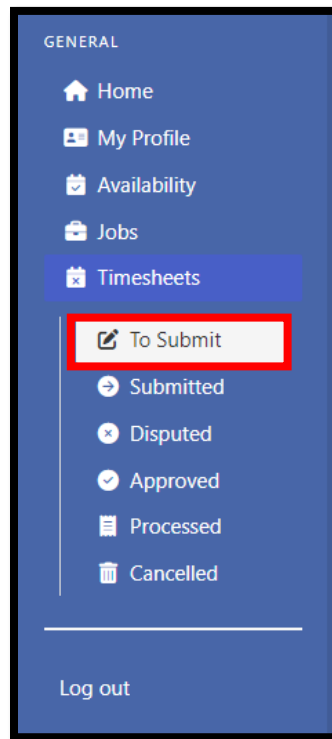 GENERAL
Home
My Profile
Availability
Jobs
Timesheets
To Submit
Submitted
Disputed
Approved
Processed
Cancelled
Log out